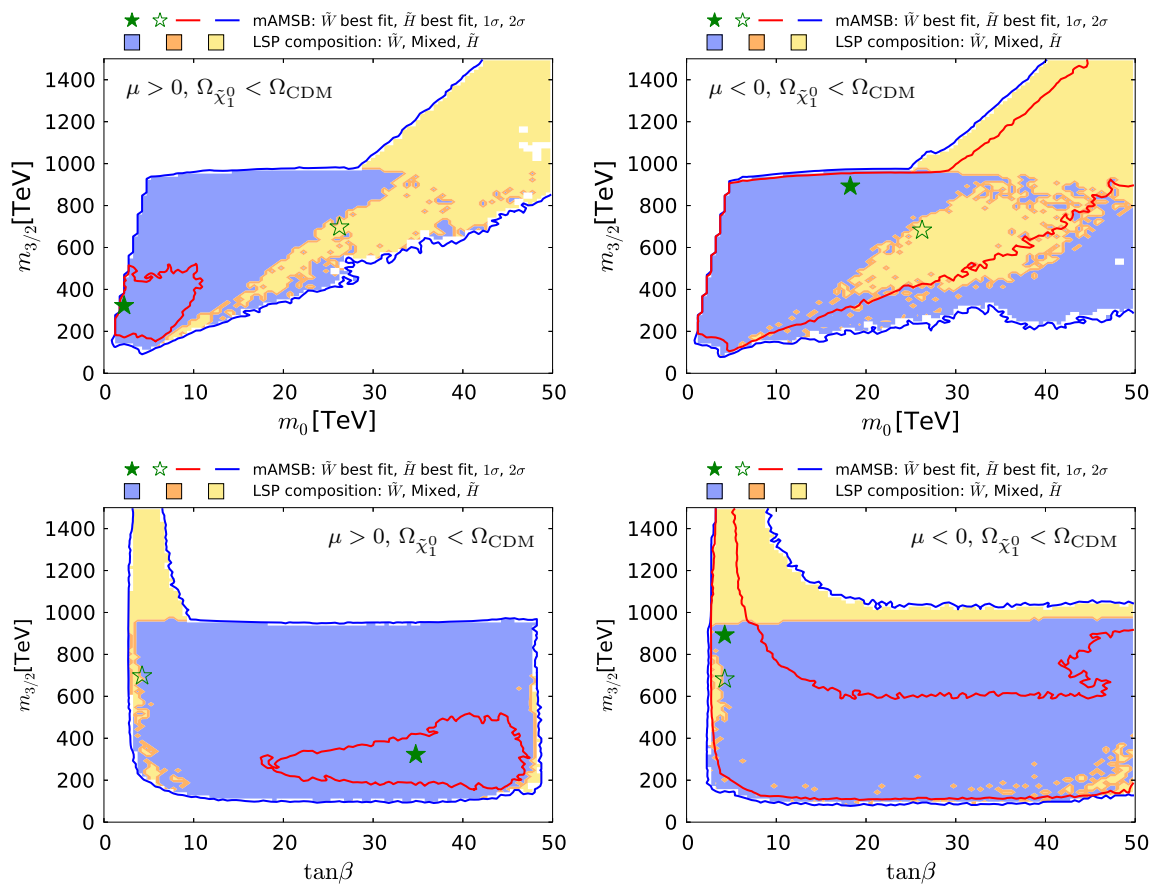 mAMSB: W̃ best fit, H̃ best fit, 1σ, 2σ
LSP composition: W̃, Mixed, H̃
μ > 0, Ω_χ̃₁⁰ < Ω_CDM
m_3/2 [TeV]
1400
1200
1000
800
600
400
200
0
0 10 20 30 40 50
m_0 [TeV]
mAMSB: W̃ best fit, H̃ best fit, 1σ, 2σ
LSP composition: W̃, Mixed, H̃
μ < 0, Ω_χ̃₁⁰ < Ω_CDM
m_3/2 [TeV]
1400
1200
1000
800
600
400
200
0
0 10 20 30 40 50
m_0 [TeV]
mAMSB: W̃ best fit, H̃ best fit, 1σ, 2σ
LSP composition: W̃, Mixed, H̃
μ > 0, Ω_χ̃₁⁰ < Ω_CDM
m_3/2 [TeV]
1400
1200
1000
800
600
400
200
0
0 10 20 30 40 50
tanβ
mAMSB: W̃ best fit, H̃ best fit, 1σ, 2σ
LSP composition: W̃, Mixed, H̃
μ < 0, Ω_χ̃₁⁰ < Ω_CDM
m_3/2 [TeV]
1400
1200
1000
800
600
400
200
0
0 10 20 30 40 50
tanβ